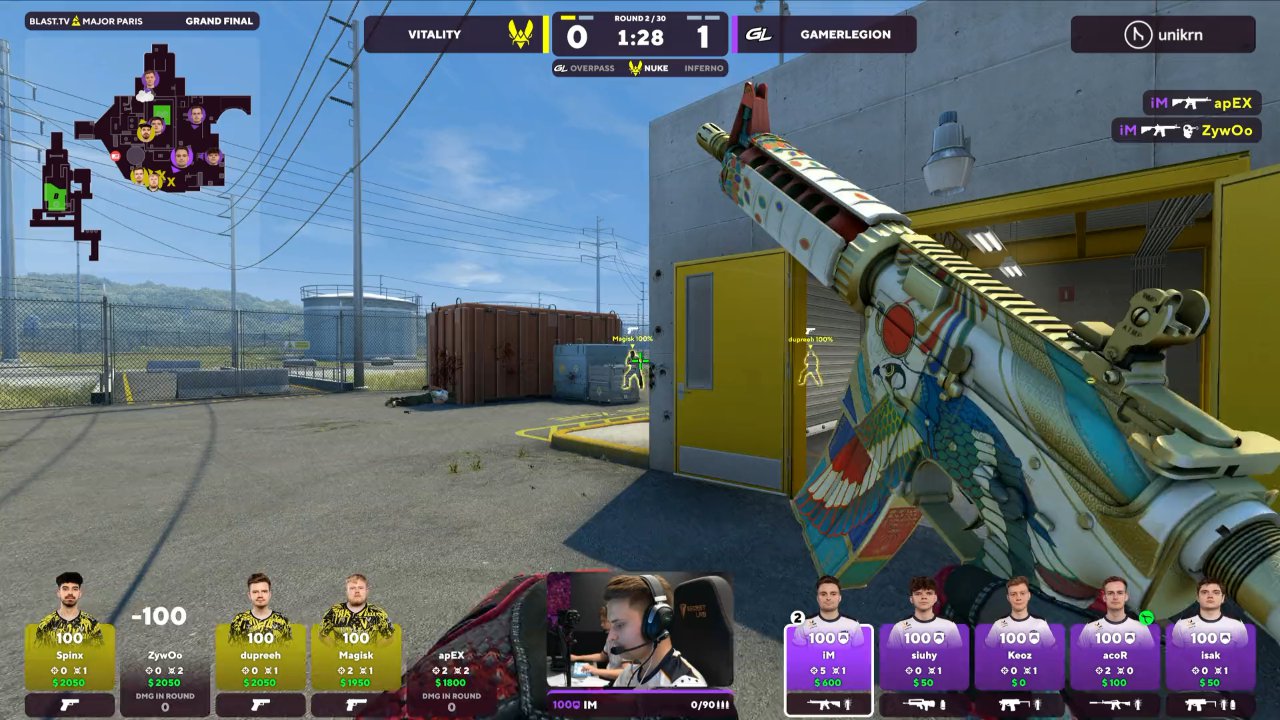 BLAST.TV MAJOR PARIS GRAND FINAL
VITALITY 0 ROUND 2 / 30 1:28 1 GL GAMERLEGION
GL OVERPASS NUKE INFERNO
unikrn
iM apEX
iM ZywOo
Magisk 100%
dupreeh 100%
-100
2
100 100 100 100 100 100 100 100
Spinx ZywOo dupreeh Magisk apEX iM siuhy Keoz acoR isak
0 1 0 2 0 1 2 1 2 2 5 1 0 1 0 1 2 0 0 1
$2050 $2050 $2050 $1950 $1800 $600 $50 $0 $100 $50
DMG IN ROUND DMG IN ROUND
0 0
SECRET LAB
100 IM 0/90